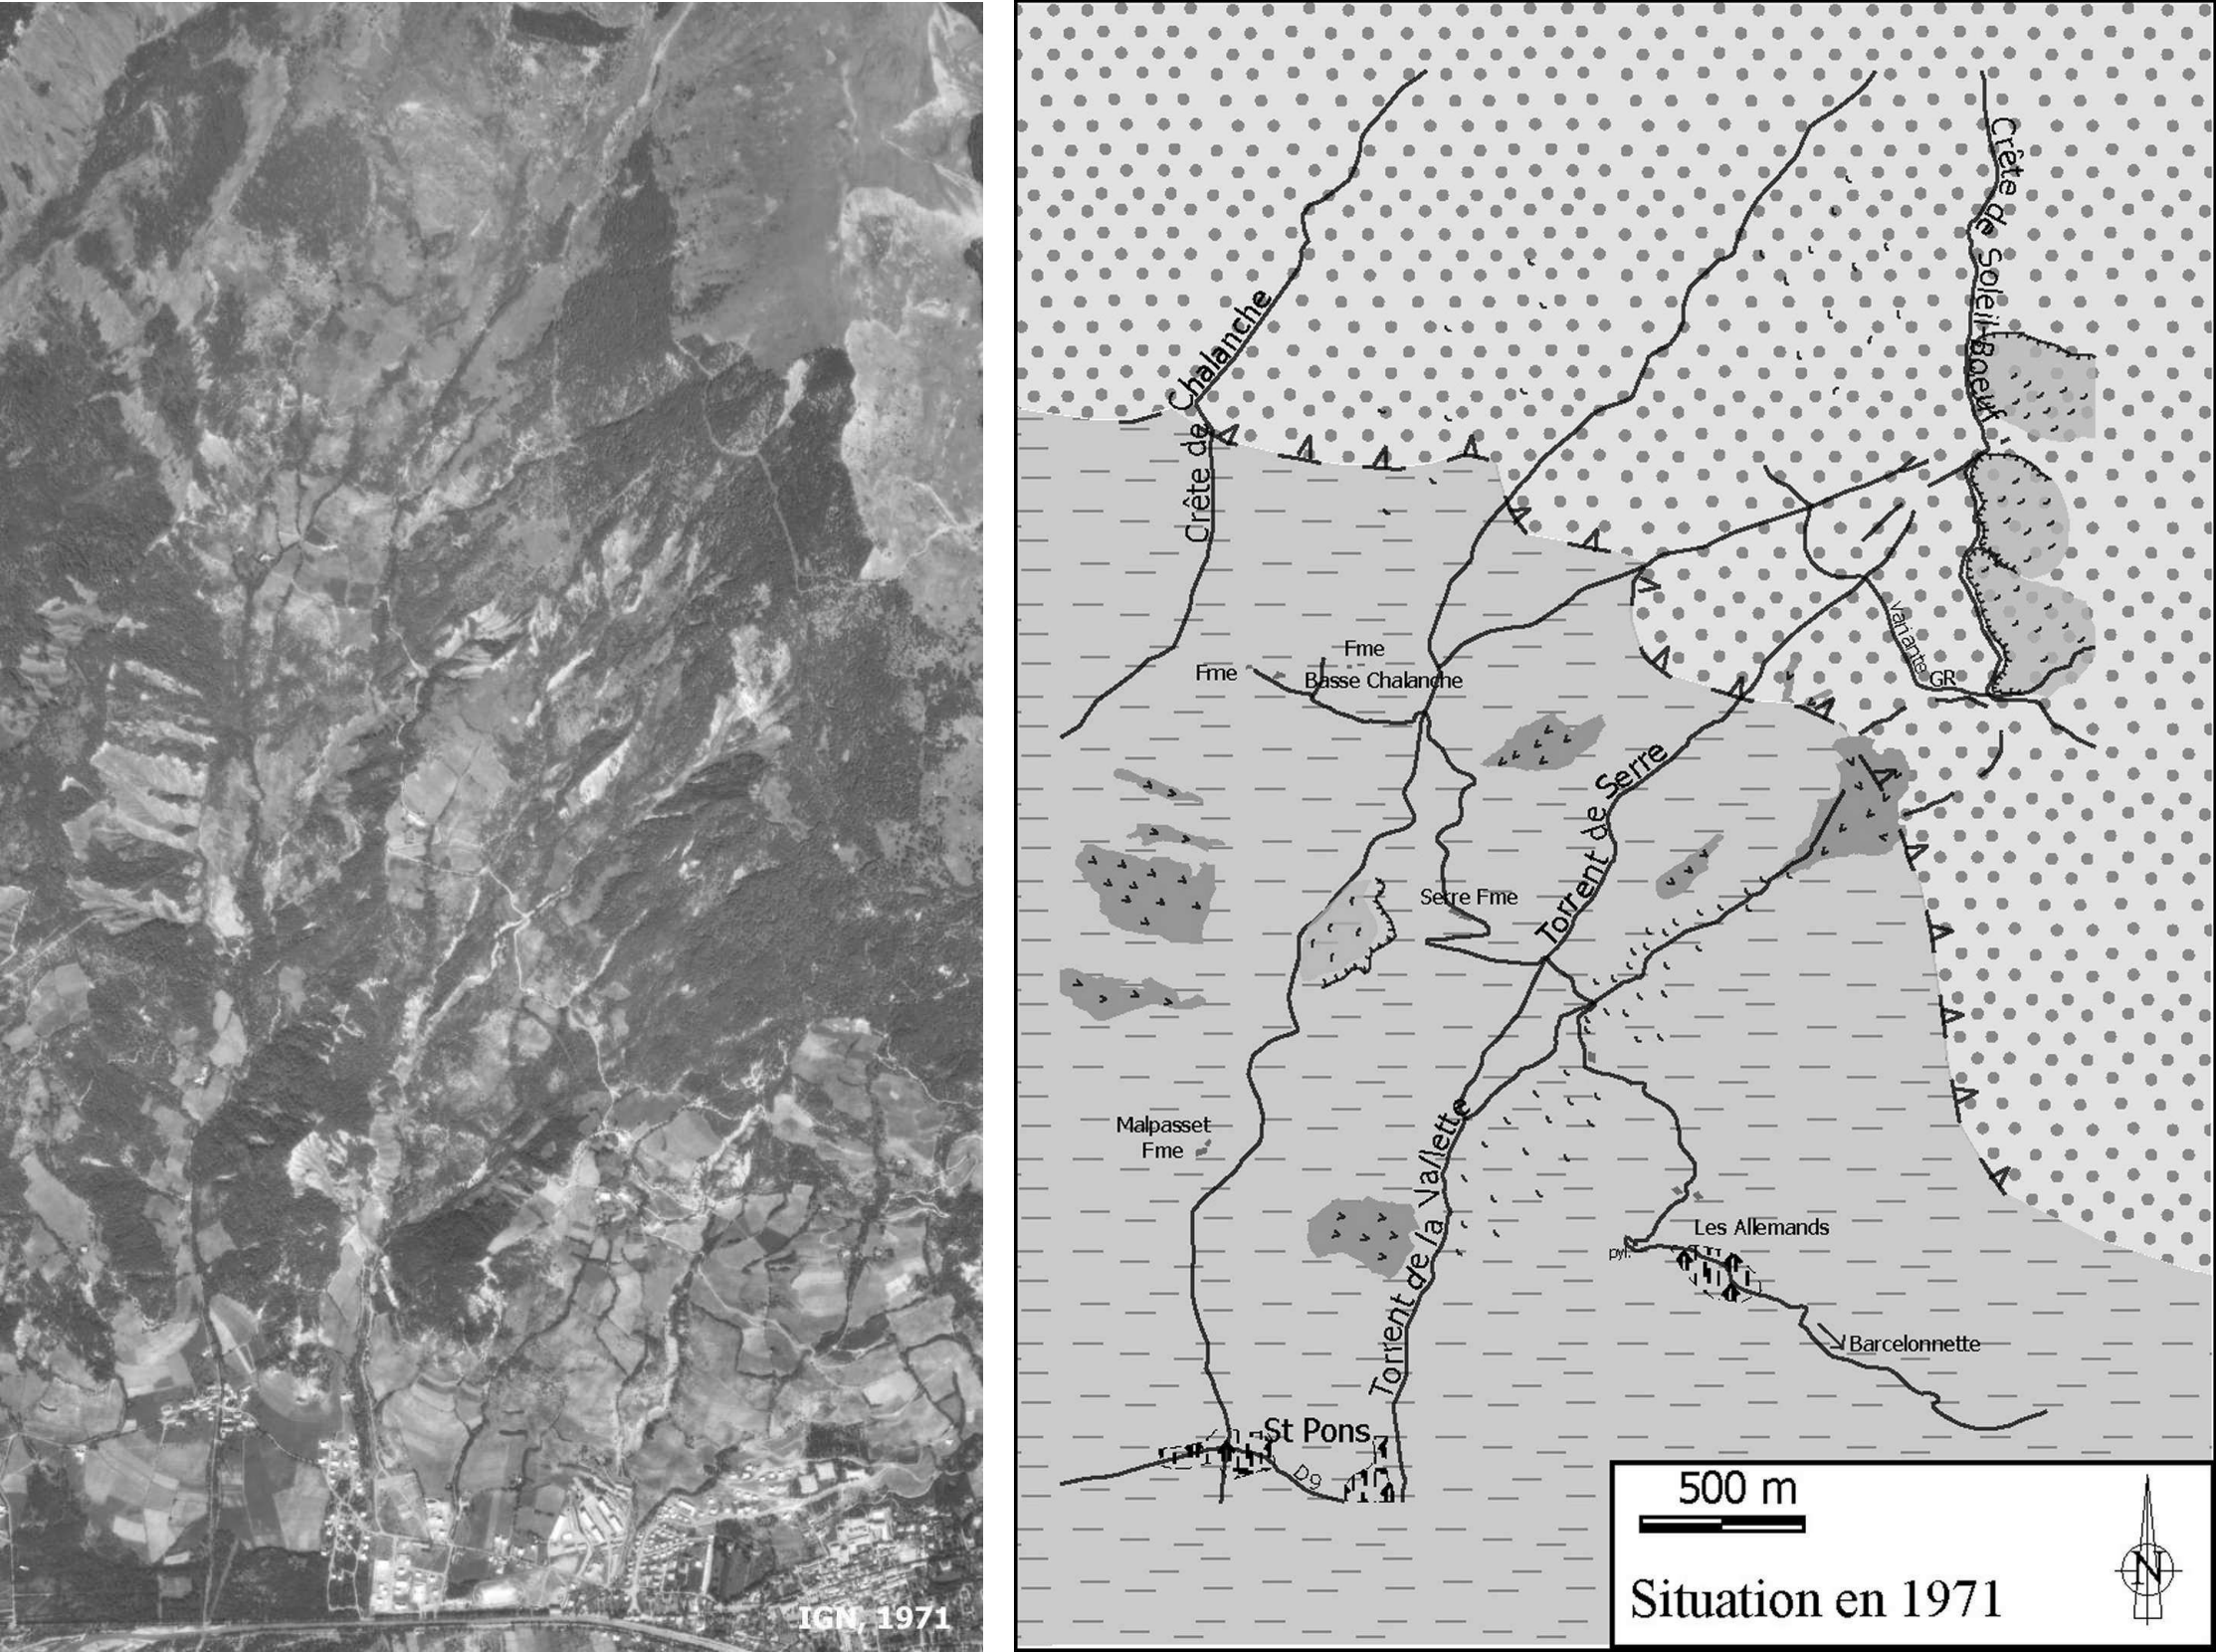 IGN, 1971
Crête de Soleil-Boeuf
Crête de Chalanche
Variante GR
Fme
Fme
Basse Chalanche
Torrent de Serre
Serre Fme
Malpasset
Fme
Torrent de la Valette
Les Allemands
pyl.
Barcelonnette
St Pons
D9
500 m
Situation en 1971
N